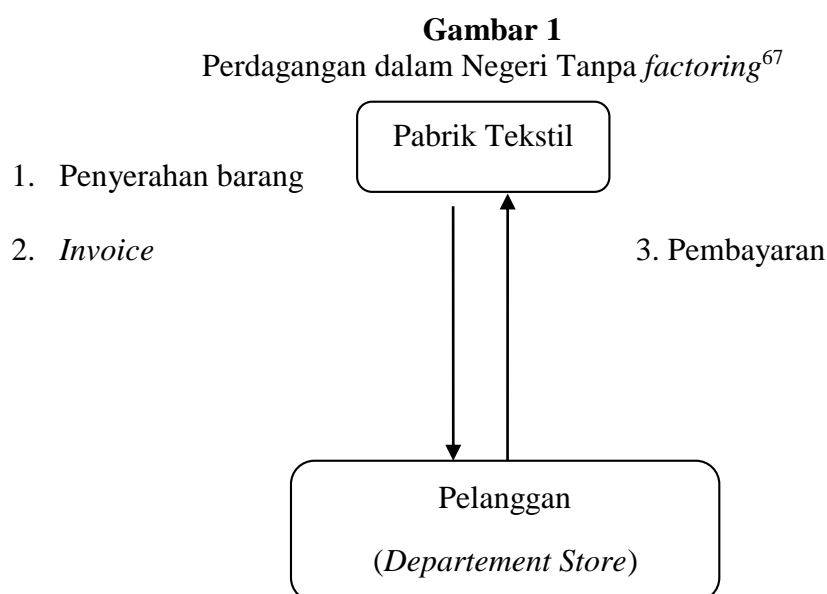 Gambar 1
Perdagangan dalam Negeri Tanpa factoring67
Pabrik Tekstil
1. Penyerahan barang
2. Invoice
3. Pembayaran
Pelanggan
(Departement Store)